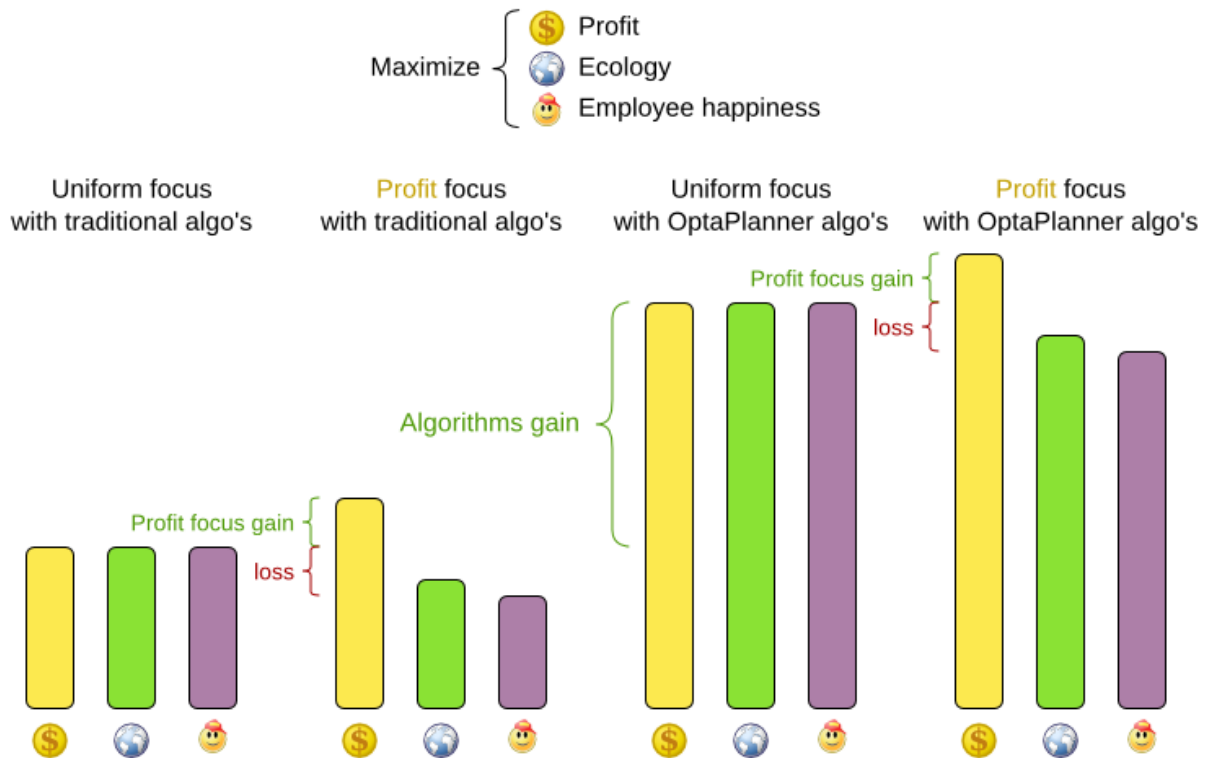 Maximize
Profit
Ecology
Employee happiness
Uniform focus
with traditional algo's
Profit focus
with traditional algo's
Uniform focus
with OptaPlanner algo's
Profit focus
with OptaPlanner algo's
Profit focus gain
loss
Algorithms gain
Profit focus gain
loss
$
$
$
$
$